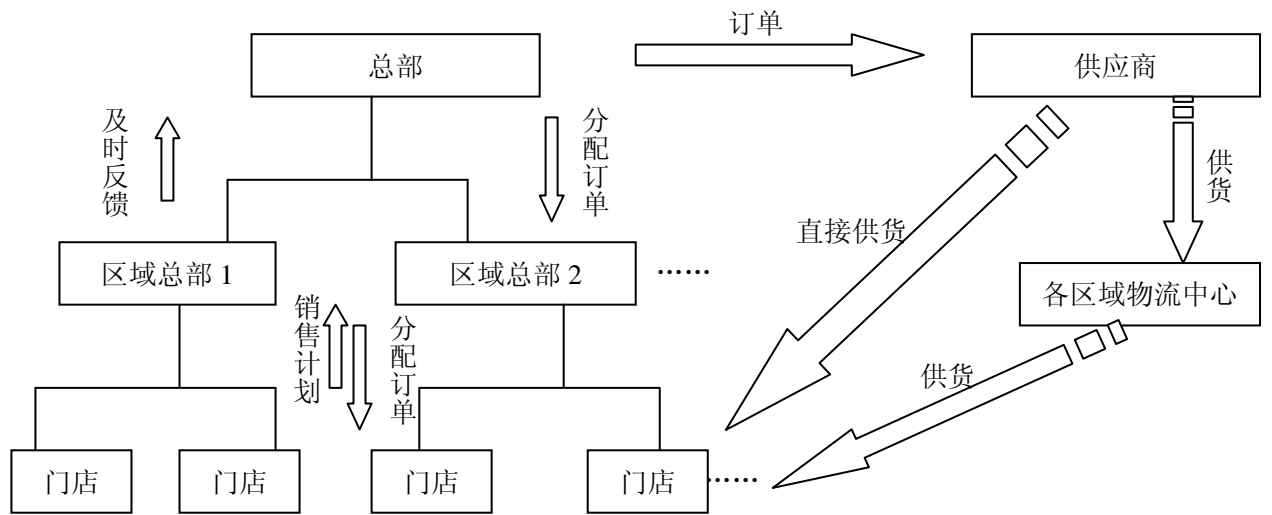 订单
总部
供应商
及时反馈
分配订单
供货
直接供货
区域总部 1
区域总部 2
……
各区域物流中心
销售计划
分配订单
供货
门店
门店
门店
门店
……